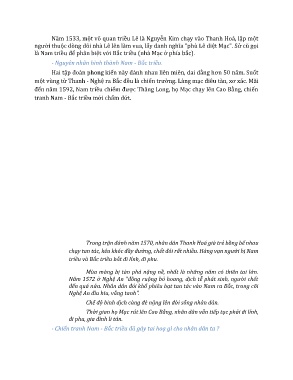 Năm 1533, một võ quan triều Lê là Nguyễn Kim chạy vào Thanh Hoá, lập một
người thuộc dòng dõi nhà Lê lên làm vua, lấy danh nghĩa "phù Lê diệt Mạc". Sử cũ gọi
là Nam triều để phân biệt với Bắc triều (nhà Mạc ở phía bắc).
- Nguyên nhân hình thành Nam - Bắc triều.
Hai tập đoàn phong kiến này đánh nhau liên miên, dai dẳng hơn 50 năm. Suốt
một vùng từ Thanh - Nghệ ra Bắc đều là chiến trường. Làng mạc điêu tàn, xơ xác. Mãi
đến năm 1592, Nam triều chiếm được Thăng Long, họ Mạc chạy lên Cao Bằng, chiến
tranh Nam - Bắc triều mới chấm dứt.
Trong trận đánh năm 1570, nhân dân Thanh Hoá già trẻ bồng bế nhau
chạy tan tác, kêu khóc đầy đường, chết đói rất nhiều. Hàng vạn người bị Nam
triều và Bắc triều bắt đi lính, đi phu.
Mùa màng bị tàn phá nặng nề, nhất là những năm có thiên tai lớn.
Năm 1572 ở Nghệ An "đồng ruộng bỏ hoang, dịch lễ phát sinh, người chết
đến quá nửa. Nhân dân đói khổ phiêu bạt tan tác vào Nam ra Bắc, trong cõi
Nghệ An đìu hiu, vắng tanh".
Chế độ binh dịch càng đè nặng lên đời sống nhân dân.
Thời gian họ Mạc rút lên Cao Bằng, nhân dân vẫn tiếp tục phải đi lính,
đi phu, gia đình li tán.
- Chiến tranh Nam - Bắc triều đã gây tai hoạ gì cho nhân dân ta ?